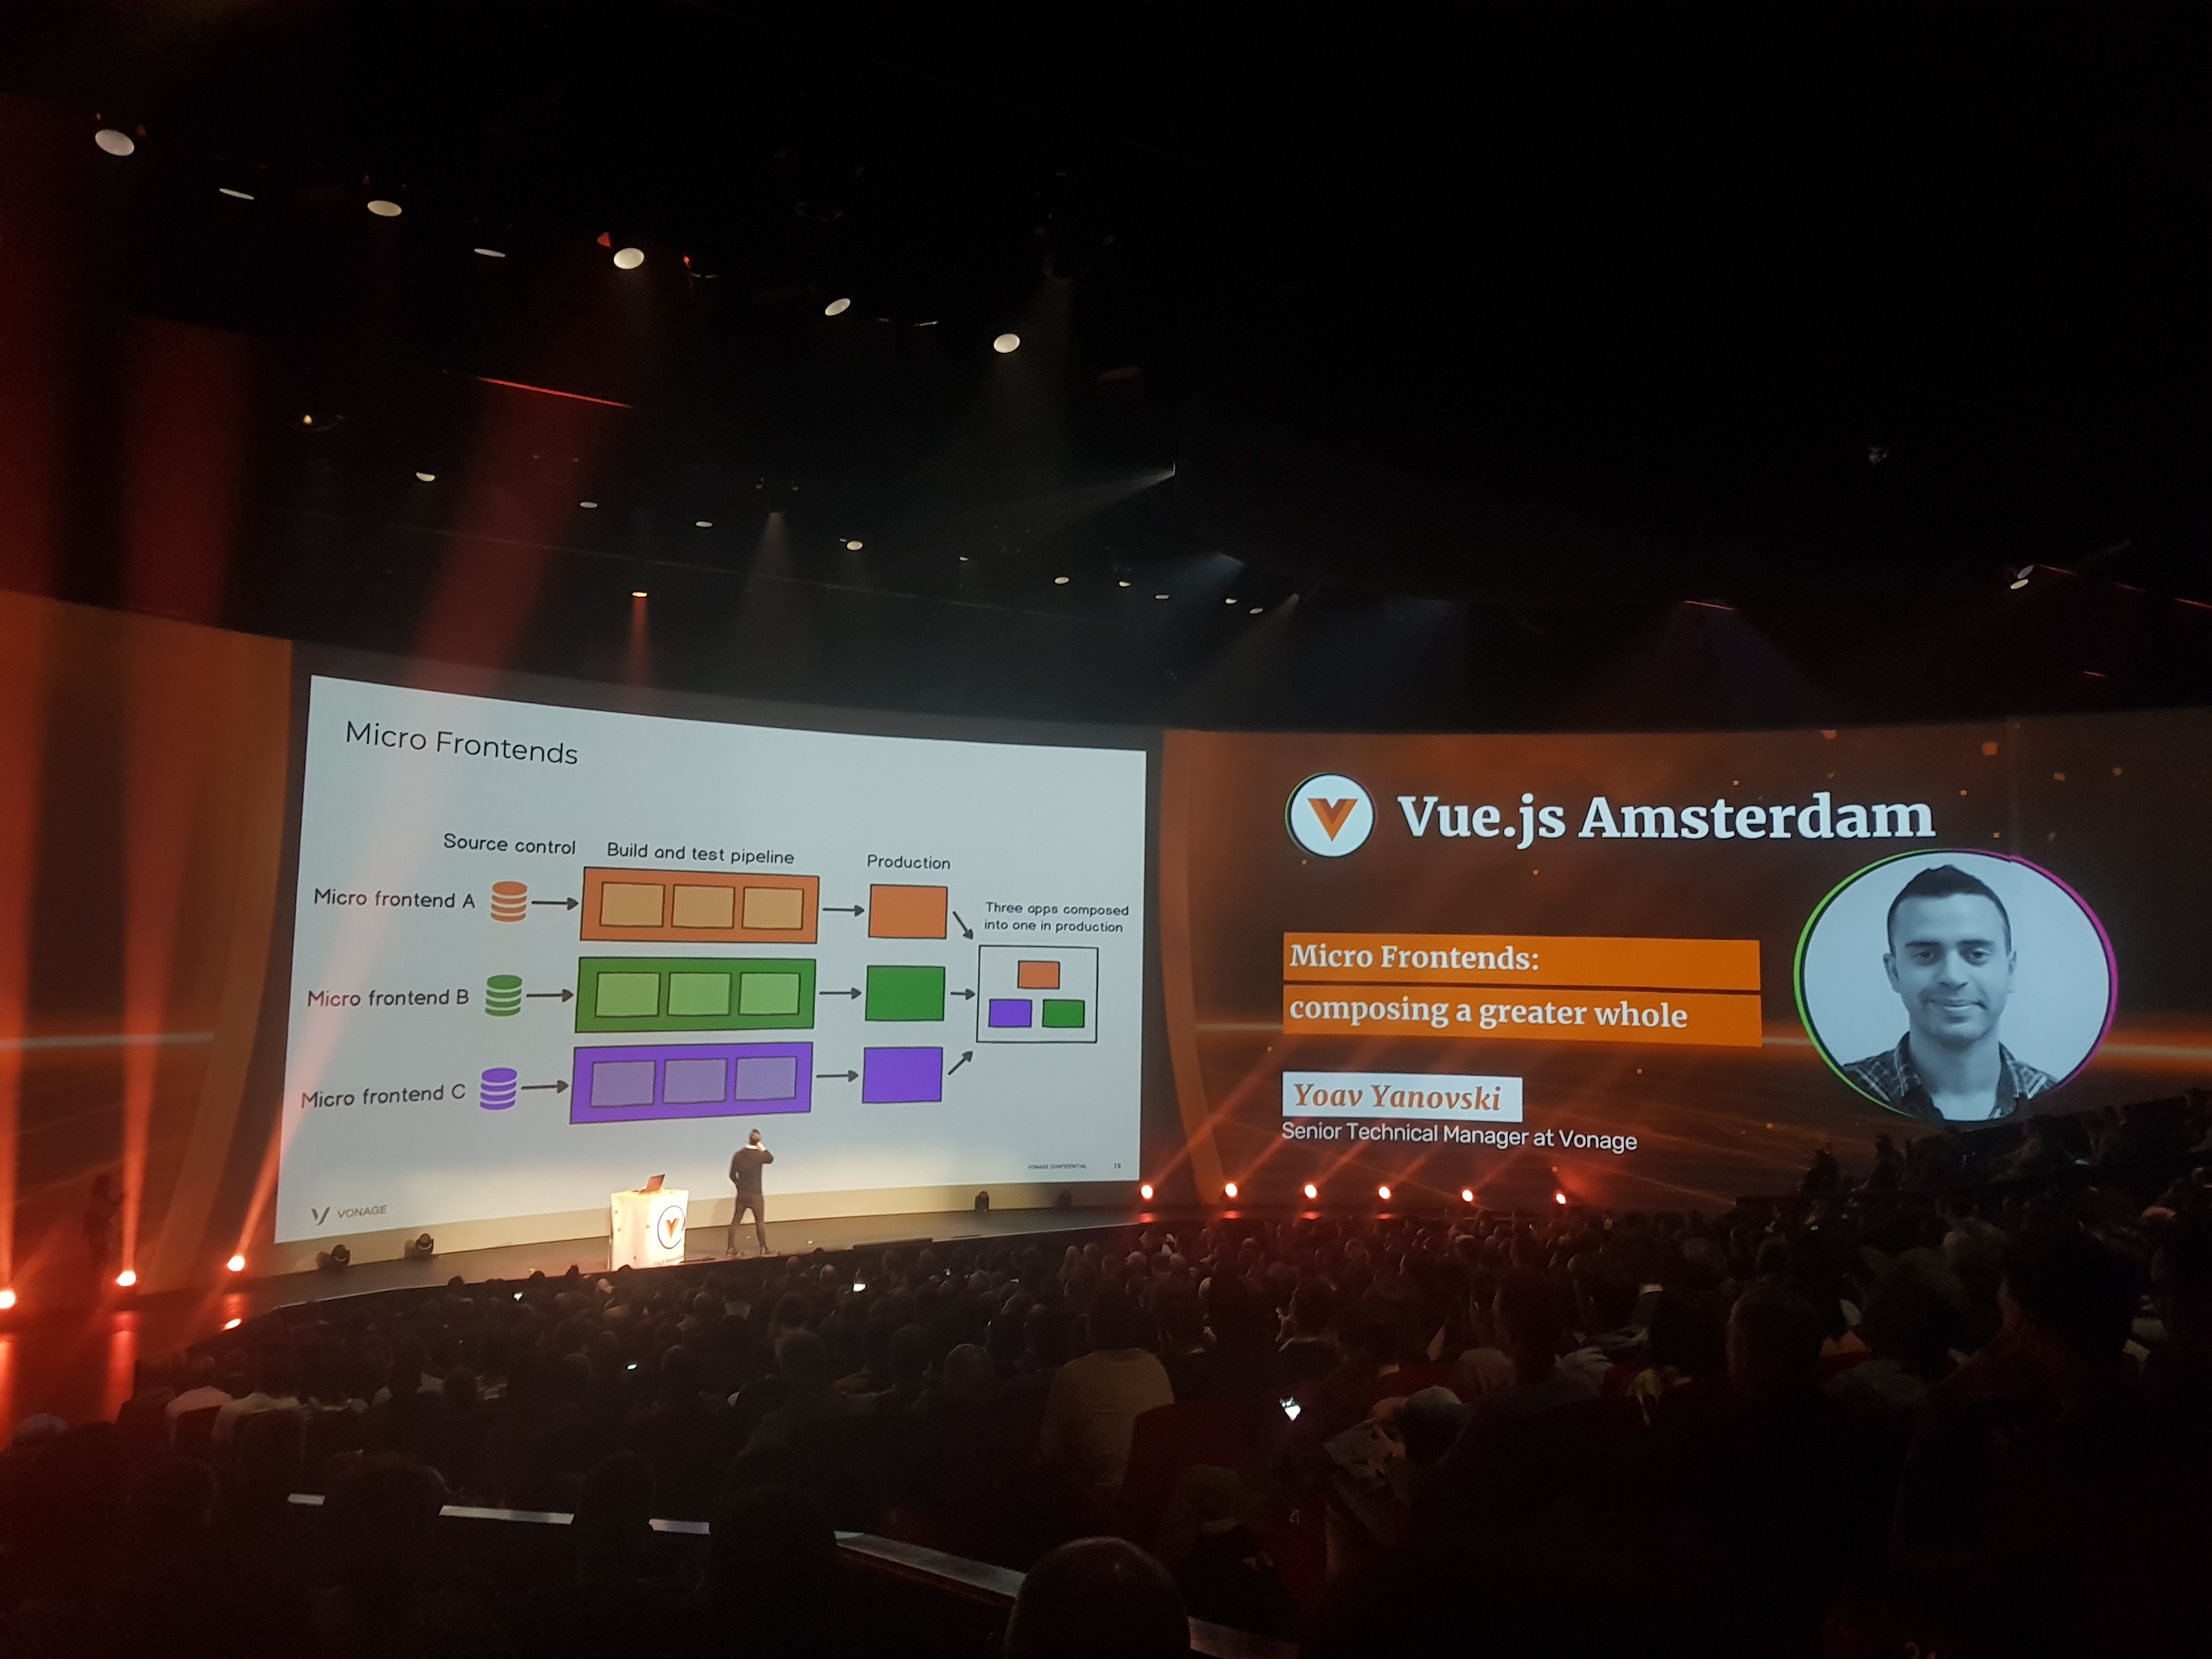 Micro Frontends
Source control
Build and test pipeline
Production
Micro frontend A
Three apps composed
into one in production
Micro frontend B
Micro frontend C
VONAGE CONFIDENTIAL
15
VONAGE
Vue.js Amsterdam
Micro Frontends:
composing a greater whole
Yoav Yanovski
Senior Technical Manager at Vonage